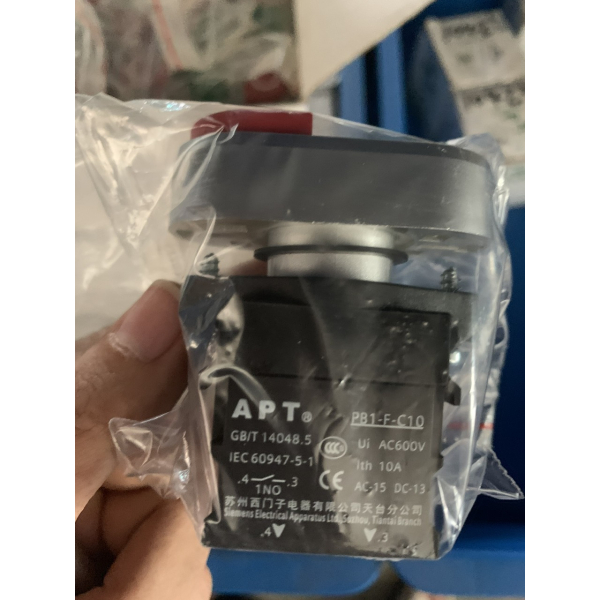 APT®
PB1-F-C10
GB/T 14048.5
Ui AC600V
IEC 60947-5-1
CCC
Ith 10A
CE
AC-15 DC-13
.4 .3
1NO
苏州西门子电器有限公司天台分公司
Siemens Electrical Apparatus Ltd., Suzhou, Tiantai Branch
.4 .3